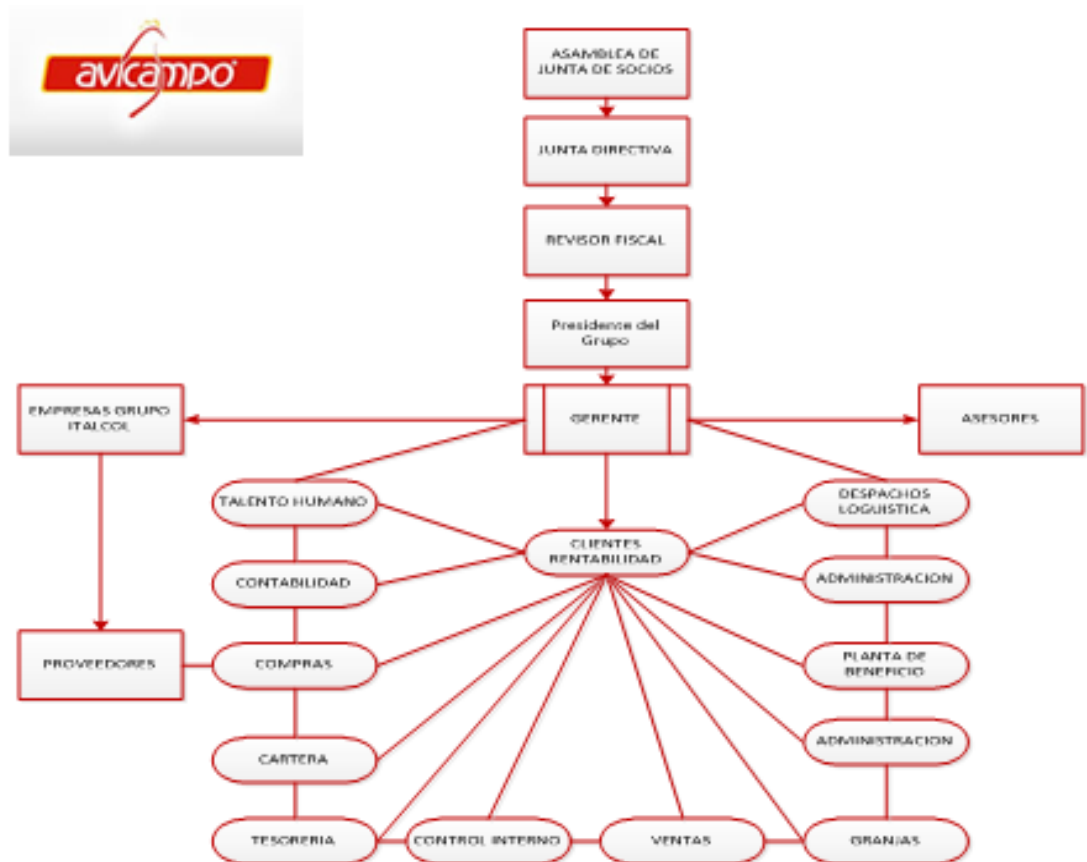 avicampo
ASAMBLEA DE
JUNTA DE SOCIOS
JUNTA DIRECTIVA
REVISOR FISCAL
Presidente del
Grupo
EMPRESAS GRUPO
ITALCOL
GERENTE
ASESORES
TALENTO HUMANO
DESPACHOS
LOGUISTICA
CLIENTES
RENTABILIDAD
CONTABILIDAD
ADMINISTRACION
PROVEEDORES
COMPRAS
PLANTA DE
BENEFICIO
CARTERA
ADMINISTRACION
TESORERIA
CONTROL INTERNO
VENTAS
GRANJAS